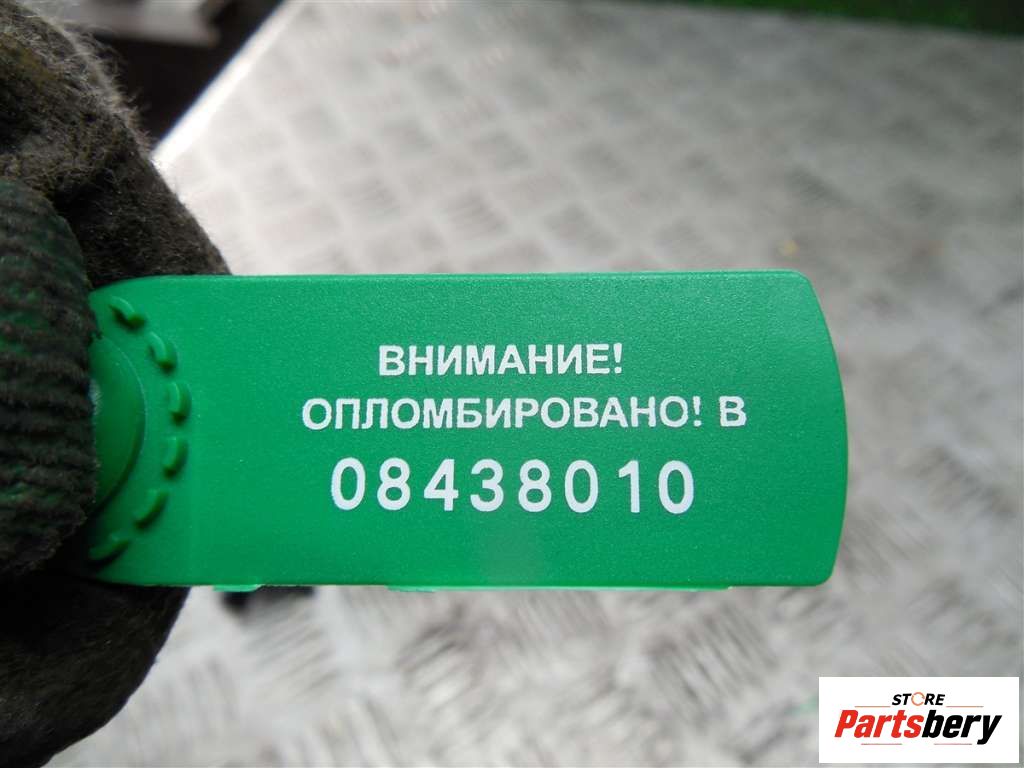 ВНИМАНИЕ!
ОПЛОМБИРОВАНО! В
08438010
STORE
Partsbery